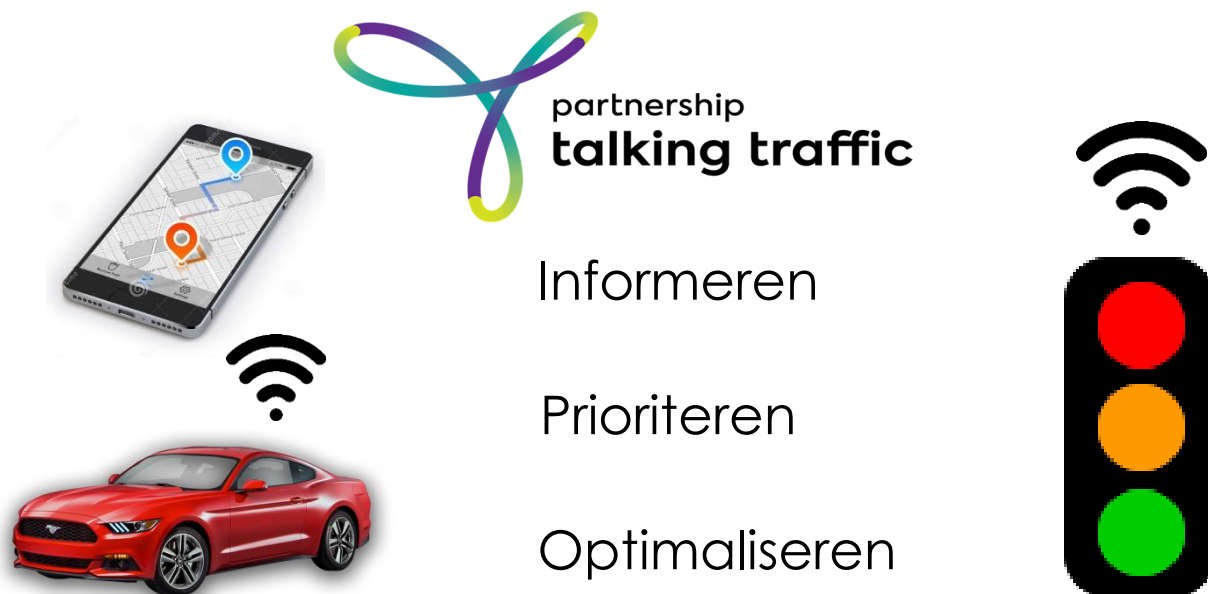 partnership
talking traffic
Informeren
Prioriteren
Optimaliseren